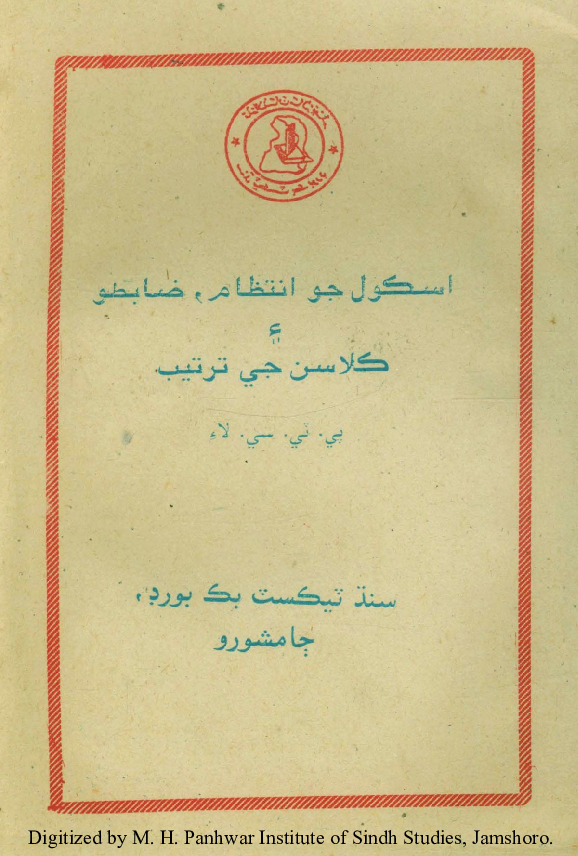 اسڪول جو انتظام، ضابطو
۽
ڪلاسن جي ترتيب
پي. ٽي. سي. لاءِ
سنڌ ٽيڪسٽ بڪ بورڊ،
ڄامشورو
Digitized by M. H. Panhwar Institute of Sindh Studies, Jamshoro.